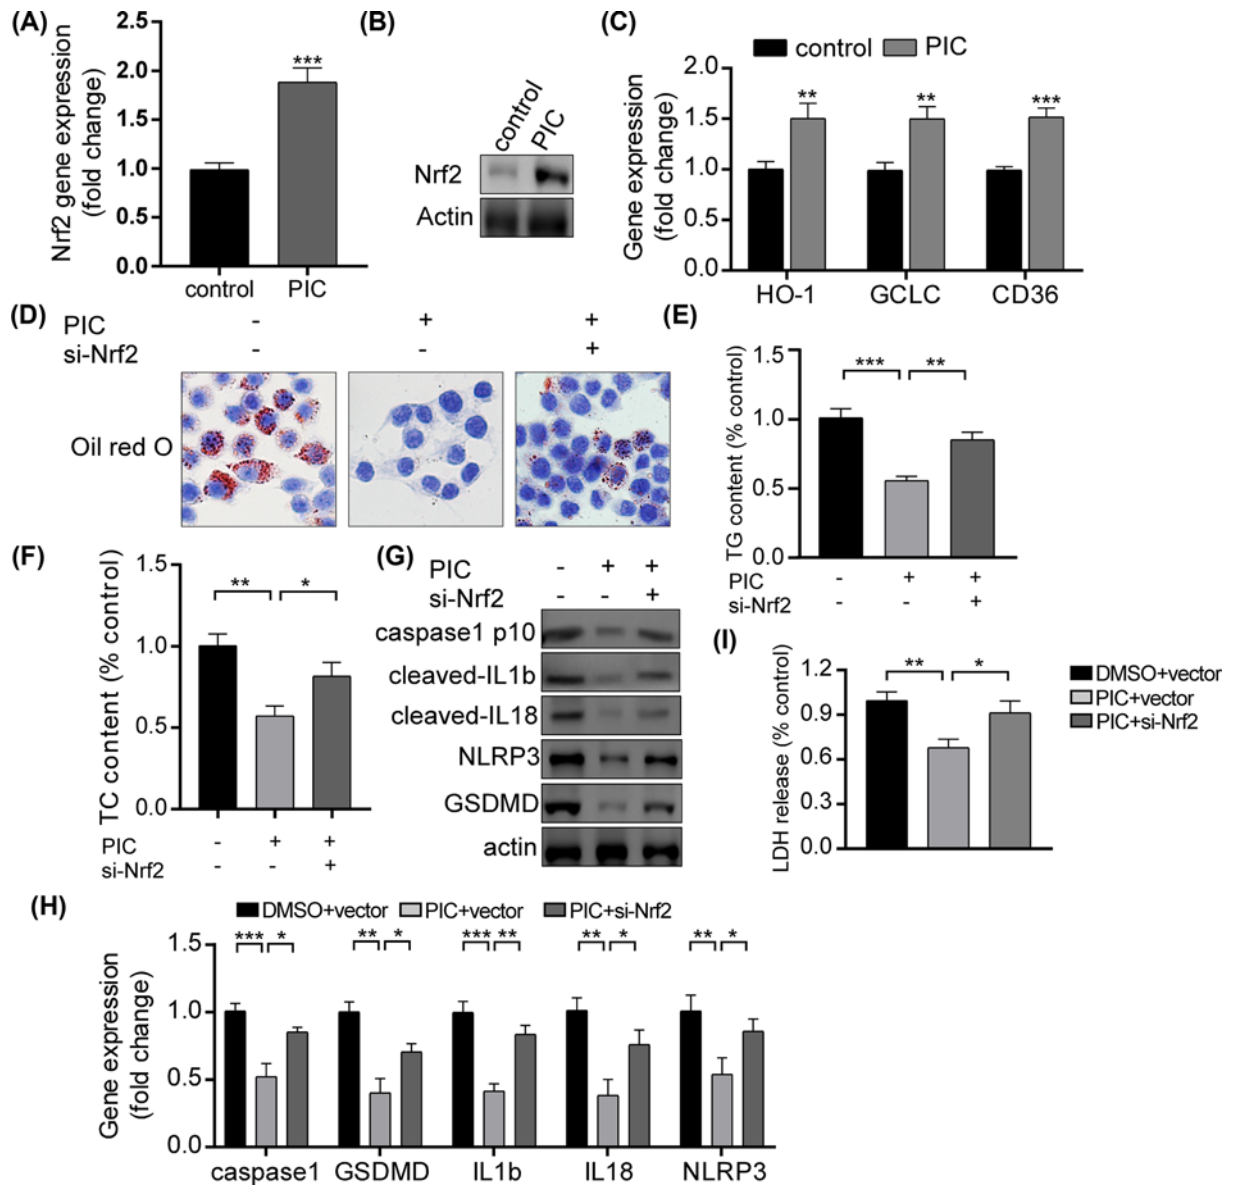 (A)
Nrf2 gene expression
(fold change)
2.5
2.0
1.5
1.0
0.5
0.0
***
control PIC
(B)
control
PIC
Nrf2
Actin
(C)
control PIC
Gene expression
(fold change)
2.0
1.5
1.0
0.5
0.0
** ** ***
HO-1 GCLC CD36
(D)
PIC - + +
si-Nrf2 - - +
Oil red O
(E)
TG content (% control)
1.5
1.0
0.5
0.0
*** **
PIC - + +
si-Nrf2 - - +
(F)
TC content (% control)
1.5
1.0
0.5
0.0
** *
PIC - + +
si-Nrf2 - - +
(G)
PIC - + +
si-Nrf2 - - +
caspase1 p10
cleaved-IL1b
cleaved-IL18
NLRP3
GSDMD
actin
(I)
LDH release (% control)
1.2
0.9
0.6
0.3
0.0
** *
DMSO+vector
PIC+vector
PIC+si-Nrf2
(H)
DMSO+vector PIC+vector PIC+si-Nrf2
Gene expression
(fold change)
1.5
1.0
0.5
0.0
*** * ** * *** ** ** * ** *
caspase1 GSDMD IL1b IL18 NLRP3